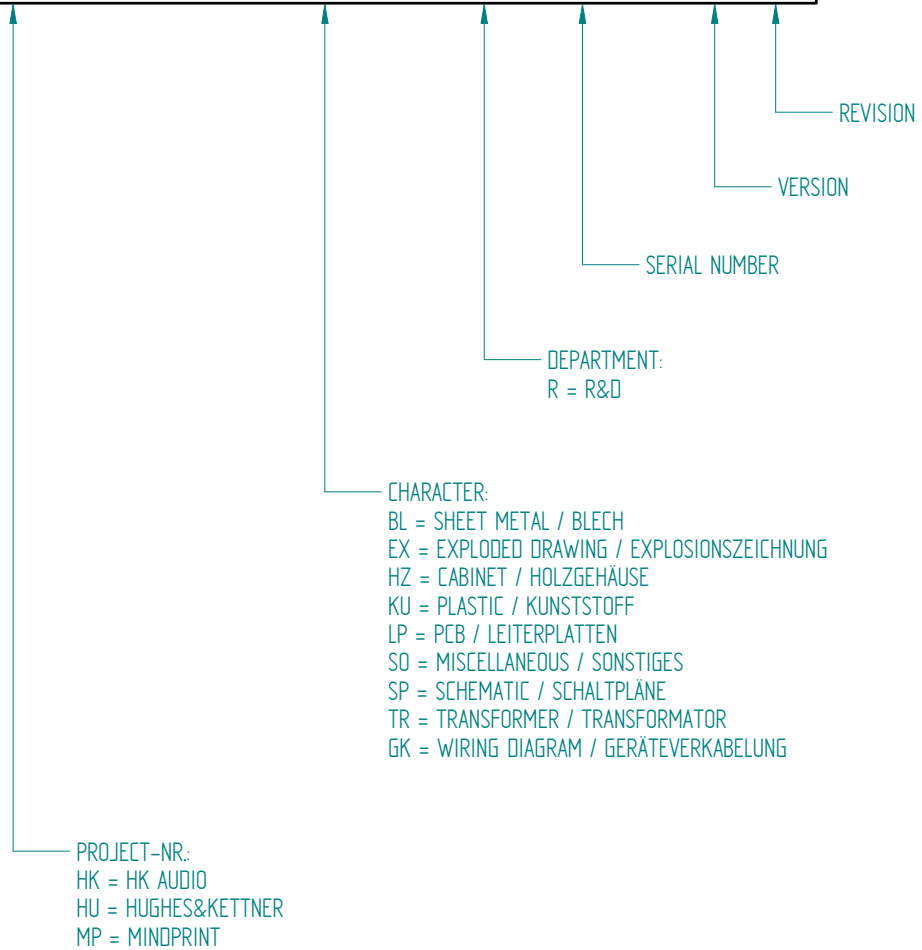 REVISION
VERSION
SERIAL NUMBER
DEPARTMENT:
R = R&D
CHARACTER:
BL = SHEET METAL / BLECH
EX = EXPLODED DRAWING / EXPLOSIONSZEICHNUNG
HZ = CABINET / HOLZGEHÄUSE
KU = PLASTIC / KUNSTSTOFF
LP = PCB / LEITERPLATTEN
SO = MISCELLANEOUS / SONSTIGES
SP = SCHEMATIC / SCHALTPLÄNE
TR = TRANSFORMER / TRANSFORMATOR
GK = WIRING DIAGRAM / GERÄTEVERKABELUNG
PROJECT-NR.:
HK = HK AUDIO
HU = HUGHES&KETTNER
MP = MINDPRINT